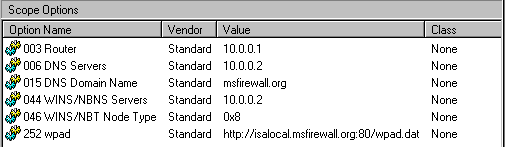 Scope Options
Option Name Vendor Value Class
003 Router Standard 10.0.0.1 None
006 DNS Servers Standard 10.0.0.2 None
015 DNS Domain Name Standard msfirewall.org None
044 WINS/NBNS Servers Standard 10.0.0.2 None
046 WINS/NBT Node Type Standard 0x8 None
252 wpad Standard http://isalocal.msfirewall.org:80/wpad.dat None